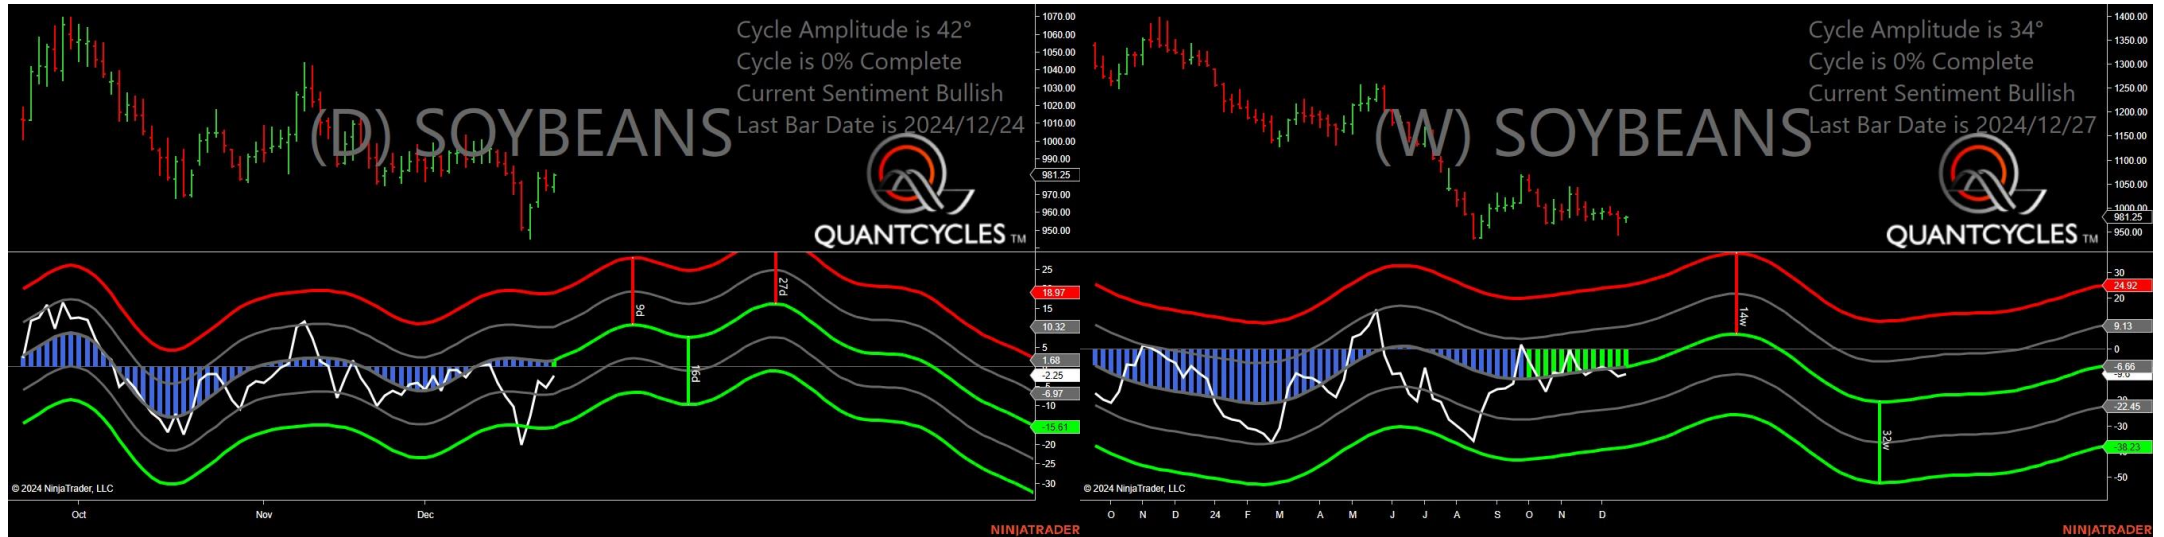 Cycle Amplitude is 42°
Cycle is 0% Complete
Current Sentiment Bullish
Last Bar Date is 2024/12/24
(D) SOYBEANS
QUANTCYCLES TM
1070.00
1060.00
1050.00
1040.00
1030.00
1020.00
1010.00
1000.00
990.00
981.25
970.00
960.00
950.00
9d
16d
27d
25
18.97
15
10.32
5
1.68
-2.25
-6.97
-10
-15.61
-20
-25
-30
© 2024 NinjaTrader, LLC
Oct Nov Dec
NINJATRADER
Cycle Amplitude is 34°
Cycle is 0% Complete
Current Sentiment Bullish
Last Bar Date is 2024/12/27
(W) SOYBEANS
QUANTCYCLES TM
1400.00
1350.00
1300.00
1250.00
1200.00
1150.00
1100.00
1050.00
1000.00
981.25
950.00
14w
32w
30
24.92
20
9.13
0
-6.66
-22.45
-30
-38.23
-50
© 2024 NinjaTrader, LLC
O N D 24 F M A M J J A S O N D
NINJATRADER